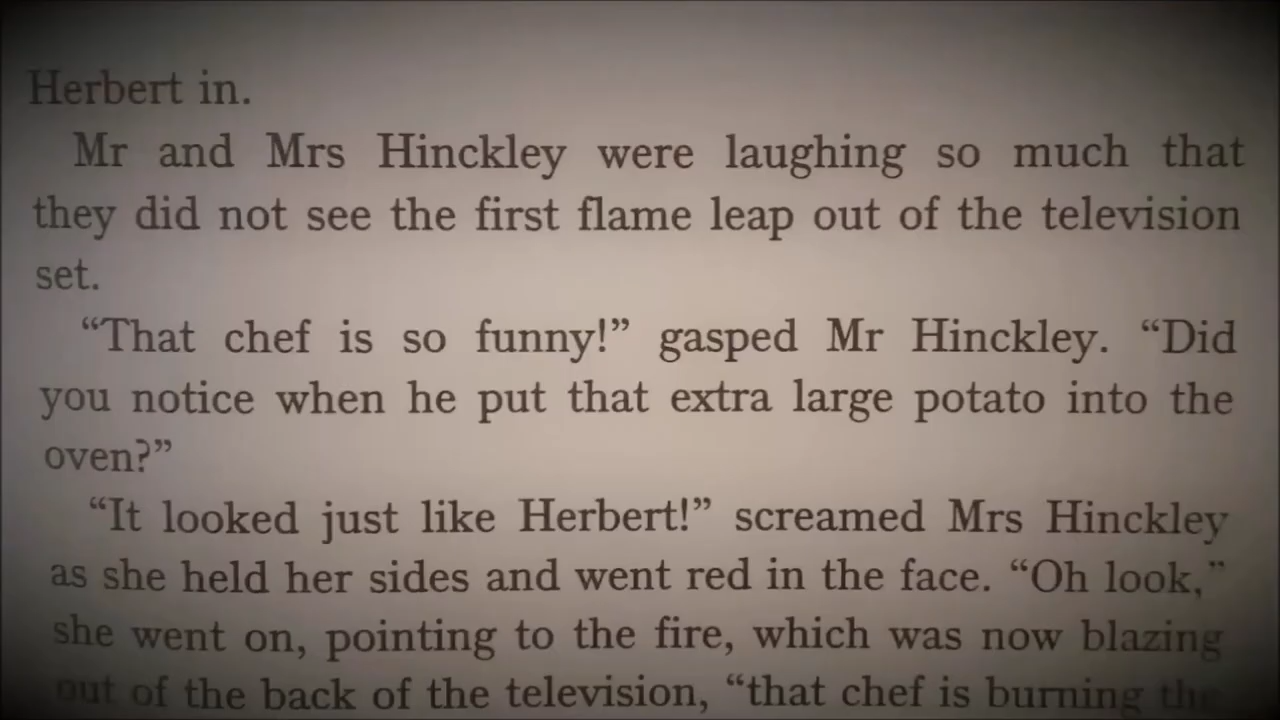 Herbert in.
Mr and Mrs Hinckley were laughing so much that
they did not see the first flame leap out of the television
set.
“That chef is so funny!” gasped Mr Hinckley. “Did
you notice when he put that extra large potato into the
oven?”
“It looked just like Herbert!” screamed Mrs Hinckley
as she held her sides and went red in the face. “Oh look,”
she went on, pointing to the fire, which was now blazing
out of the back of the television, “that chef is burning the